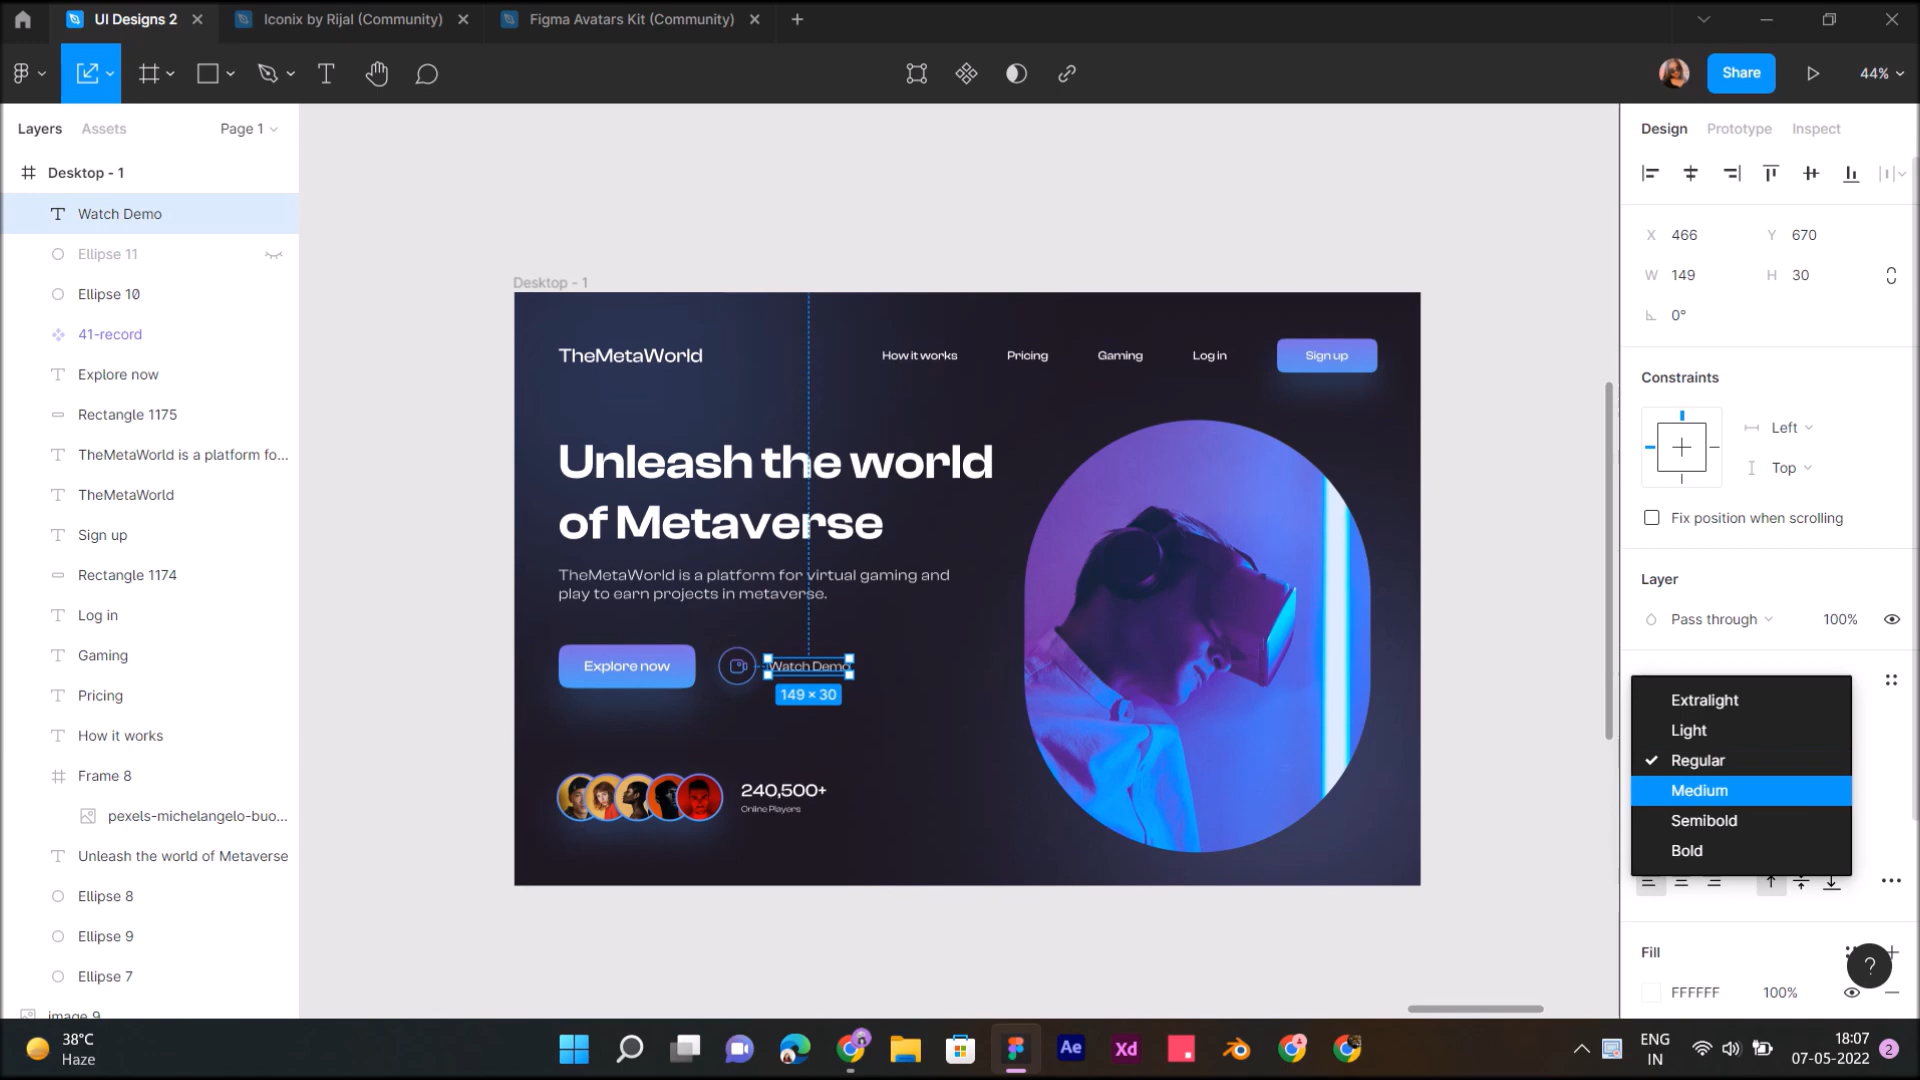 UI Designs 2
Iconix by Rijal (Community)
Figma Avatars Kit (Community)
Share
44%
Layers
Assets
Page 1
Desktop - 1
Watch Demo
Ellipse 11
Ellipse 10
41-record
Explore now
Rectangle 1175
TheMetaWorld is a platform fo...
TheMetaWorld
Sign up
Rectangle 1174
Log in
Gaming
Pricing
How it works
Frame 8
pexels-michelangelo-buo...
Unleash the world of Metaverse
Ellipse 8
Ellipse 9
Ellipse 7
image 9
Desktop - 1
TheMetaWorld
How it works
Pricing
Gaming
Log in
Sign up
Unleash the world
of Metaverse
TheMetaWorld is a platform for virtual gaming and
play to earn projects in metaverse.
Explore now
Watch Demo
149 × 30
240,500+
Online Players
Design
Prototype
Inspect
X 466
Y 670
W 149
H 30
0°
Constraints
Left
Top
Fix position when scrolling
Layer
Pass through
100%
Extralight
Light
Regular
Medium
Semibold
Bold
Fill
?
FFFFFF
100%
38°C
Haze
Ae
Xd
ENG
IN
18:07
07-05-2022
2